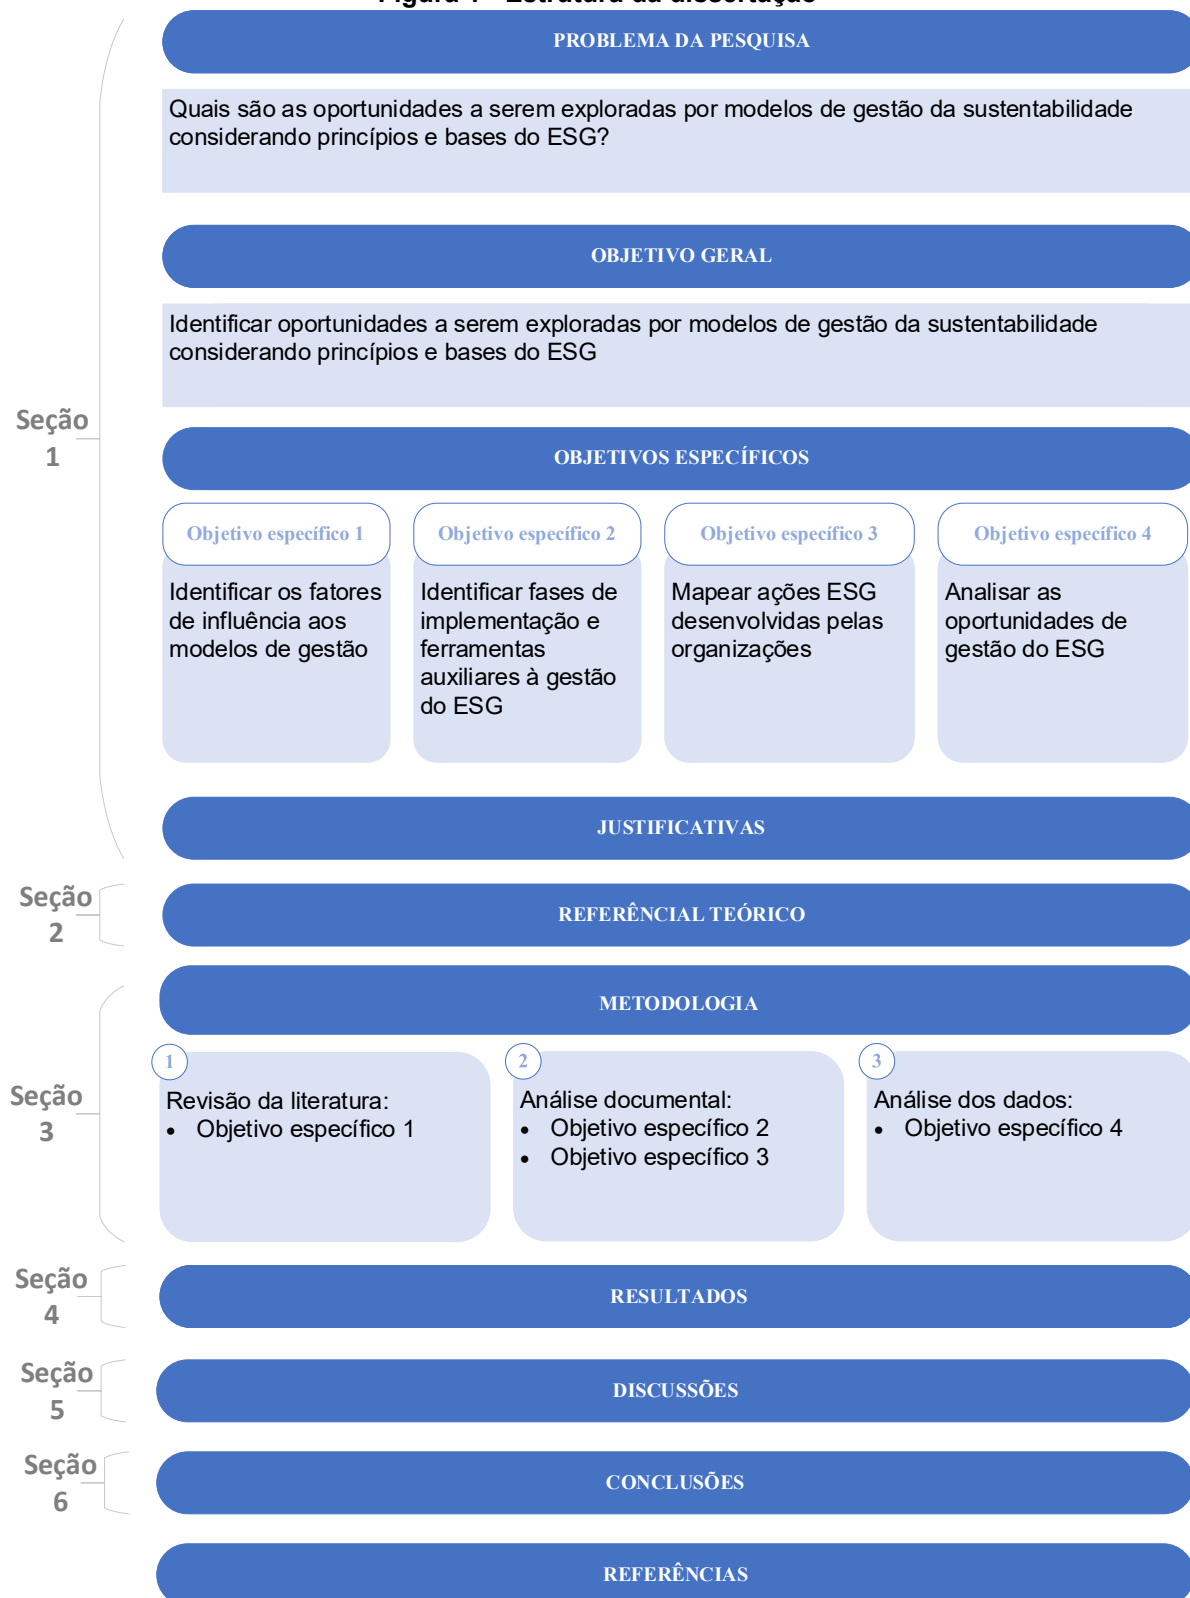 Figura 1 - Estrutura da dissertação
PROBLEMA DA PESQUISA
Quais são as oportunidades a serem exploradas por modelos de gestão da sustentabilidade
considerando princípios e bases do ESG?
OBJETIVO GERAL
Identificar oportunidades a serem exploradas por modelos de gestão da sustentabilidade
considerando princípios e bases do ESG
Seção
1
OBJETIVOS ESPECÍFICOS
Objetivo específico 1
Identificar os fatores
de influência aos
modelos de gestão
Objetivo específico 2
Identificar fases de
implementação e
ferramentas
auxiliares à gestão
do ESG
Objetivo específico 3
Mapear ações ESG
desenvolvidas pelas
organizações
Objetivo específico 4
Analisar as
oportunidades de
gestão do ESG
JUSTIFICATIVAS
Seção
2
REFERÊNCIAL TEÓRICO
METODOLOGIA
Seção
3
1
Revisão da literatura:
• Objetivo específico 1
2
Análise documental:
• Objetivo específico 2
• Objetivo específico 3
3
Análise dos dados:
• Objetivo específico 4
Seção
4
RESULTADOS
Seção
5
DISCUSSÕES
Seção
6
CONCLUSÕES
REFERÊNCIAS